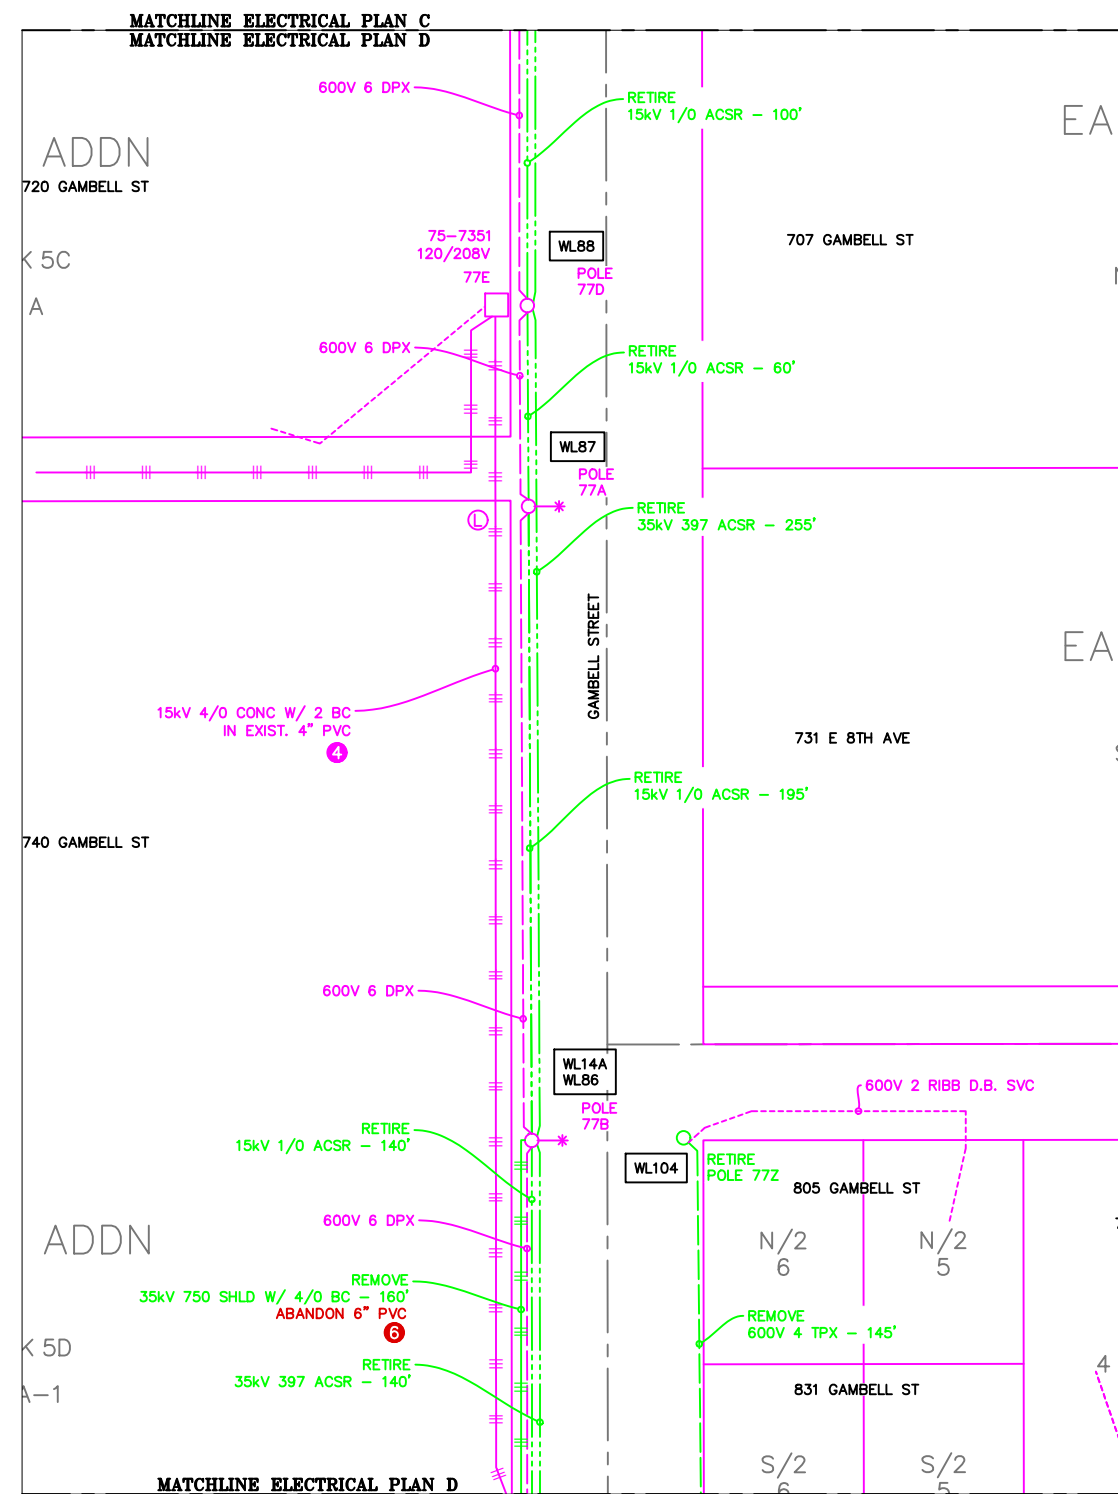 MATCHLINE ELECTRICAL PLAN C
MATCHLINE ELECTRICAL PLAN D
600V 6 DPX
RETIRE
15kV 1/0 ACSR - 100'
EA
ADDN
720 GAMBELL ST
75-7351
120/208V
77E
WL88
POLE
77D
707 GAMBELL ST
K 5C
A
600V 6 DPX
RETIRE
15kV 1/0 ACSR - 60'
WL87
POLE
77A
L
RETIRE
35kV 397 ACSR - 255'
GAMBELL STREET
EA
15kV 4/0 CONC W/ 2 BC
IN EXIST. 4" PVC
4
731 E 8TH AVE
RETIRE
15kV 1/0 ACSR - 195'
740 GAMBELL ST
600V 6 DPX
WL14A
WL86
POLE
77B
600V 2 RIBB D.B. SVC
RETIRE
15kV 1/0 ACSR - 140'
WL104
RETIRE
POLE 77Z
805 GAMBELL ST
600V 6 DPX
ADDN
N/2
6
N/2
5
REMOVE
35kV 750 SHLD W/ 4/0 BC - 160'
ABANDON 6" PVC
6
REMOVE
600V 4 TPX - 145'
K 5D
A-1
RETIRE
35kV 397 ACSR - 140'
4
831 GAMBELL ST
S/2
6
S/2
5
MATCHLINE ELECTRICAL PLAN D